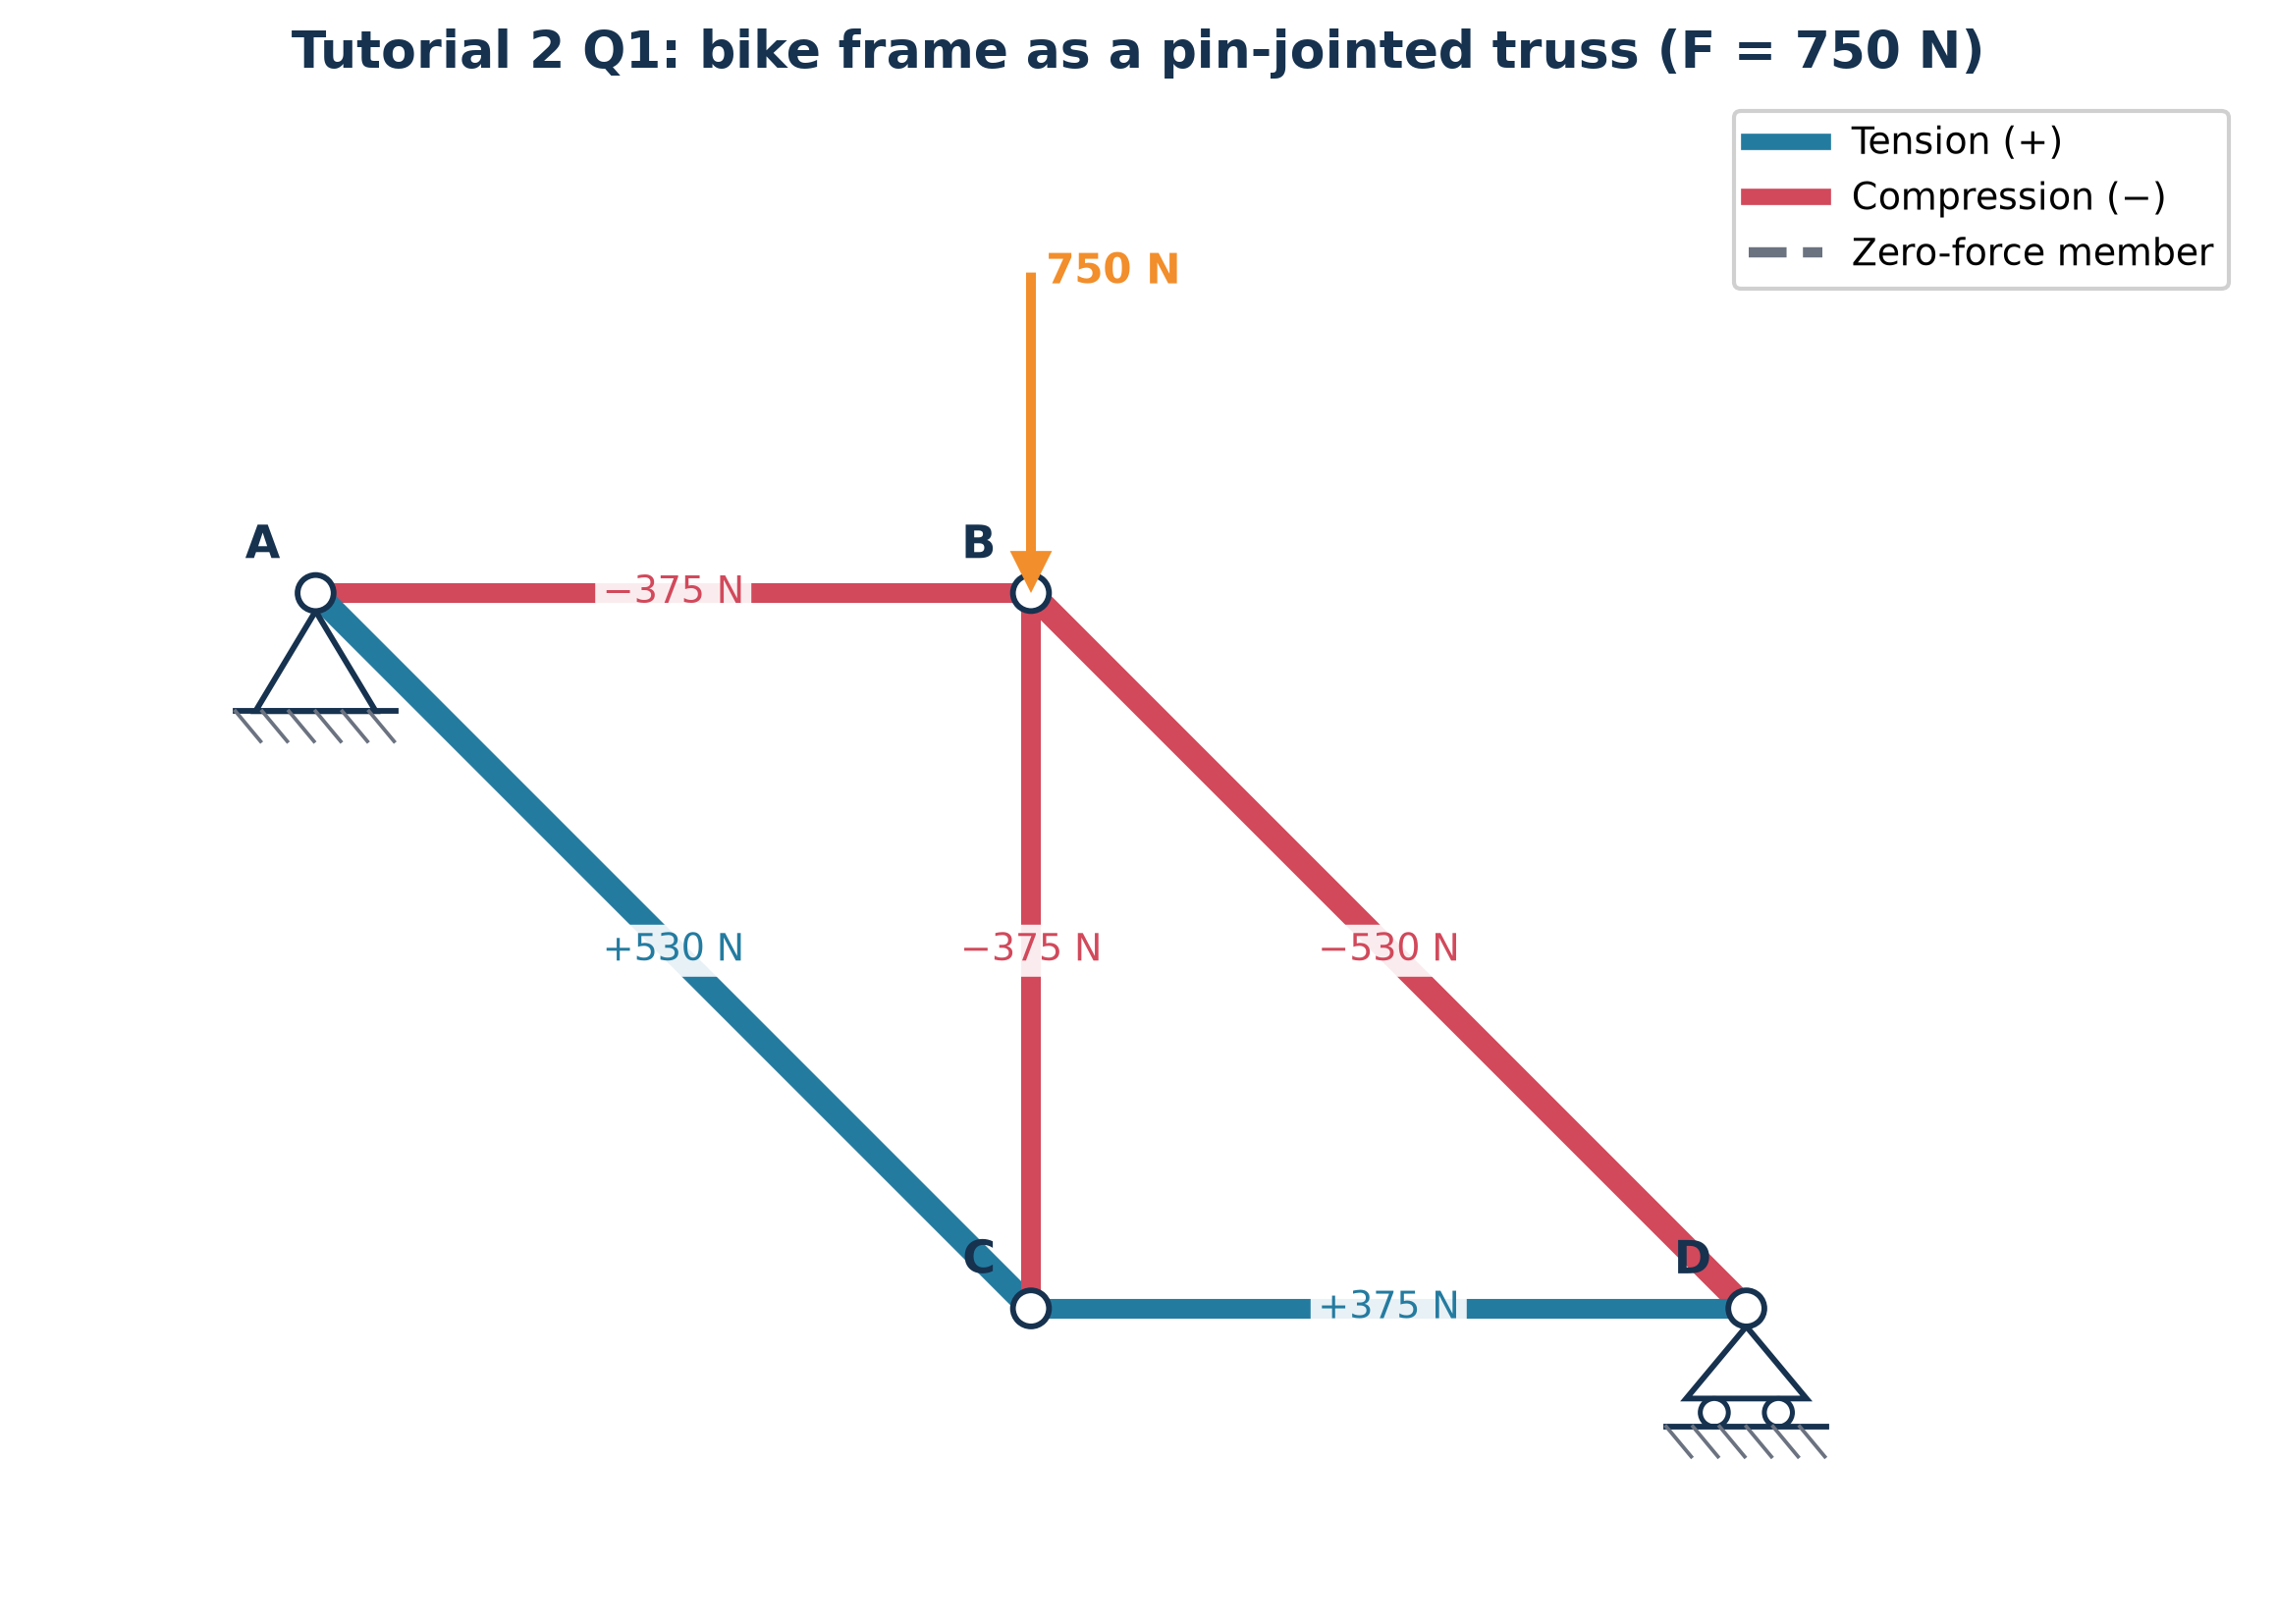 Tutorial 2 Q1: bike frame as a pin-jointed truss (F = 750 N)
Tension (+)
Compression (−)
Zero-force member
750 N
A
B
−375 N
+530 N
−375 N
−530 N
C
D
+375 N